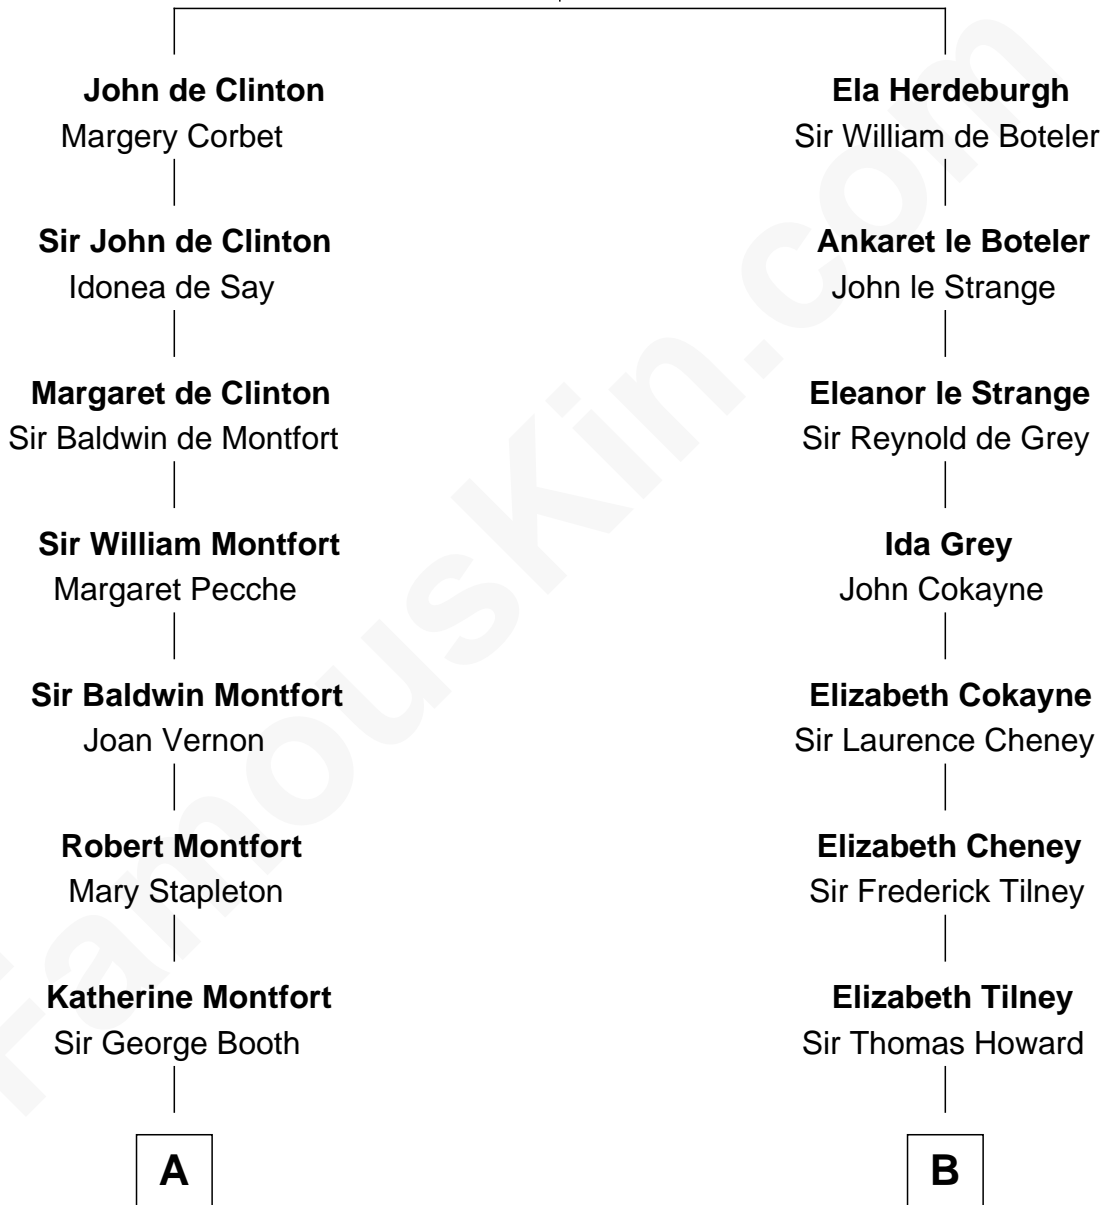 John de Clinton
Margery Corbet
Sir John de Clinton
Idonea de Say
Margaret de Clinton
Sir Baldwin de Montfort
Sir William Montfort
Margaret Pecche
Sir Baldwin Montfort
Joan Vernon
Robert Montfort
Mary Stapleton
Katherine Montfort
Sir George Booth
A
Ela Herdeburgh
Sir William de Boteler
Ankaret le Boteler
John le Strange
Eleanor le Strange
Sir Reynold de Grey
Ida Grey
John Cokayne
Elizabeth Cokayne
Sir Laurence Cheney
Elizabeth Cheney
Sir Frederick Tilney
Elizabeth Tilney
Sir Thomas Howard
B
FamousKin.com